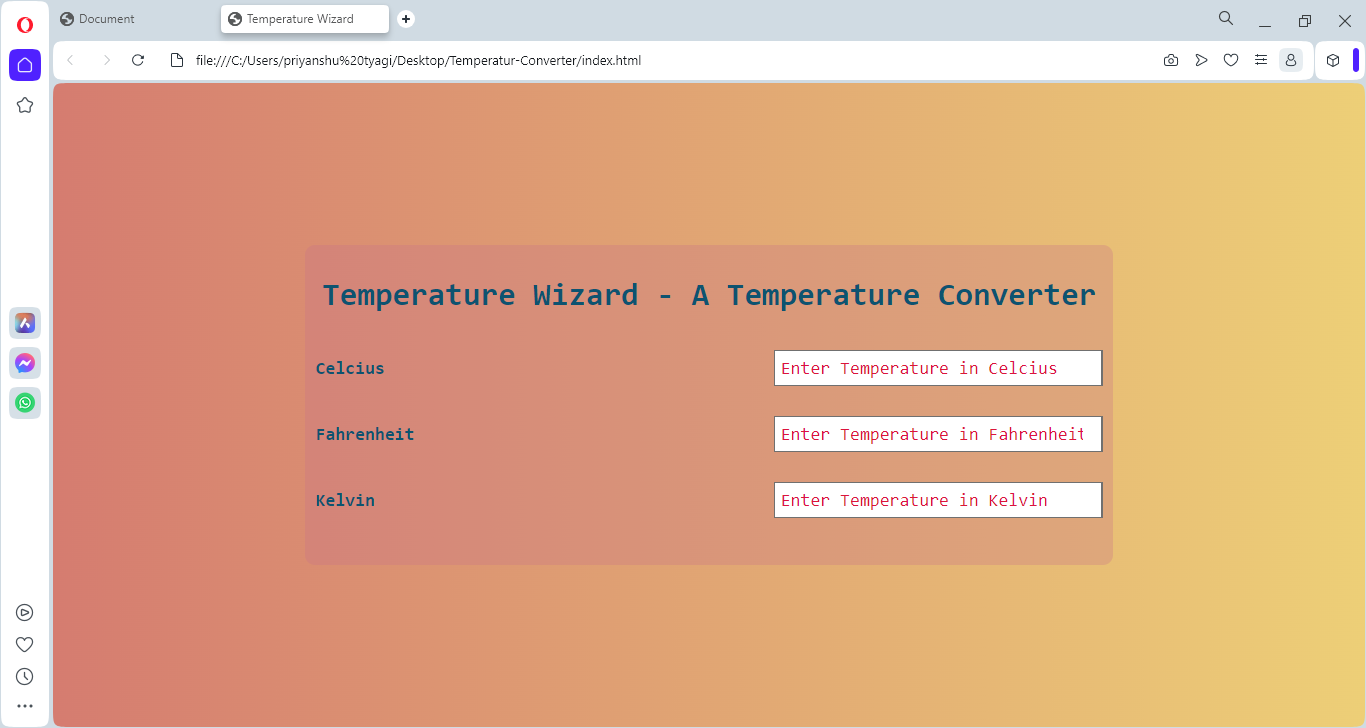 Document
Temperature Wizard
file:///C:/Users/priyanshu%20tyagi/Desktop/Temperatur-Converter/index.html
Temperature Wizard - A Temperature Converter
Celcius
Enter Temperature in Celcius
Fahrenheit
Enter Temperature in Fahrenheit
Kelvin
Enter Temperature in Kelvin